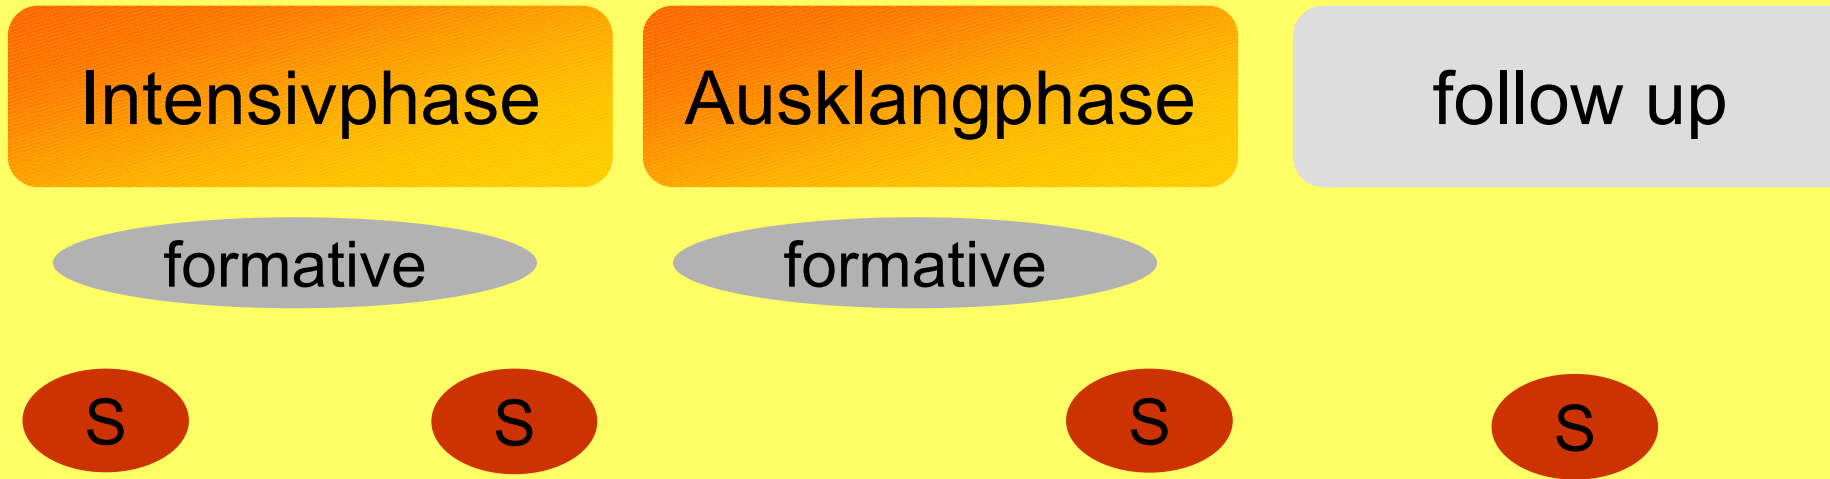 Intensivphase Ausklangphase follow up
formative formative
S S S S